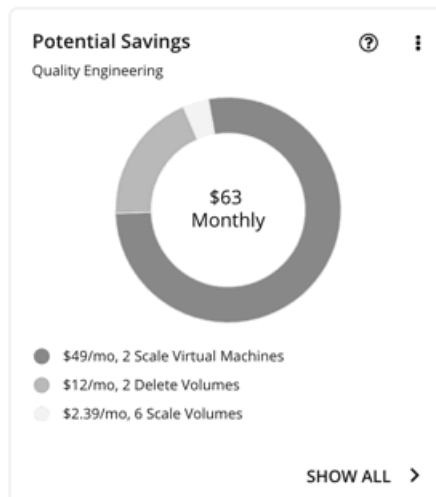 Potential Savings
Quality Engineering
$63
Monthly
$49/mo, 2 Scale Virtual Machines
$12/mo, 2 Delete Volumes
$2.39/mo, 6 Scale Volumes
SHOW ALL